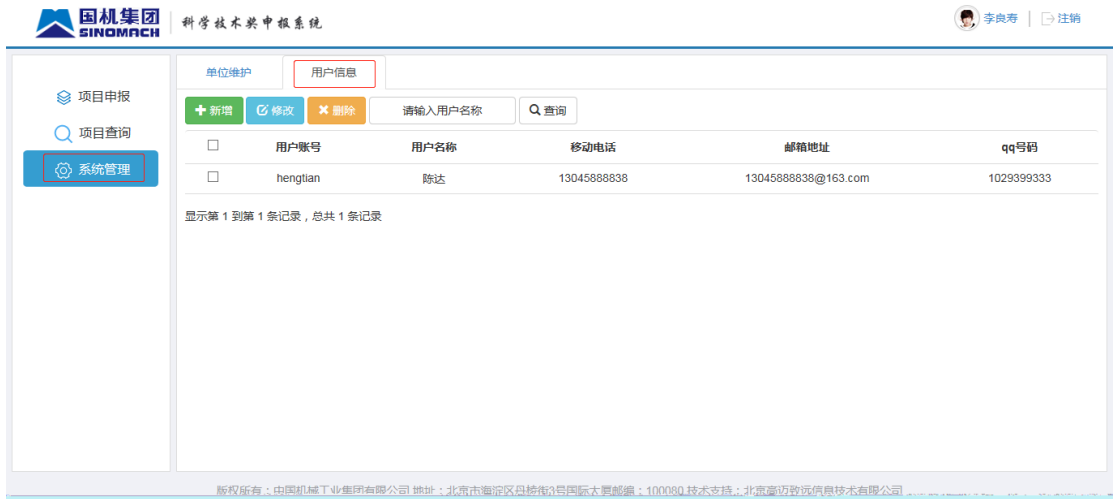 国机集团
SINOMACH
科学技术奖申报系统
李良寿 注销
单位维护 用户信息
项目申报
项目查询
系统管理
新增 修改 删除 请输入用户名称 查询
用户账号 用户名称 移动电话 邮箱地址 qq号码
hengtian 陈达 13045888838 13045888838@163.com 1029399333
显示第 1 到第 1 条记录，总共 1 条记录
版权所有：中国机械工业集团有限公司 地址：北京市海淀区丹棱街3号国际大厦邮编：100080 技术支持：北京高迈致远信息技术有限公司